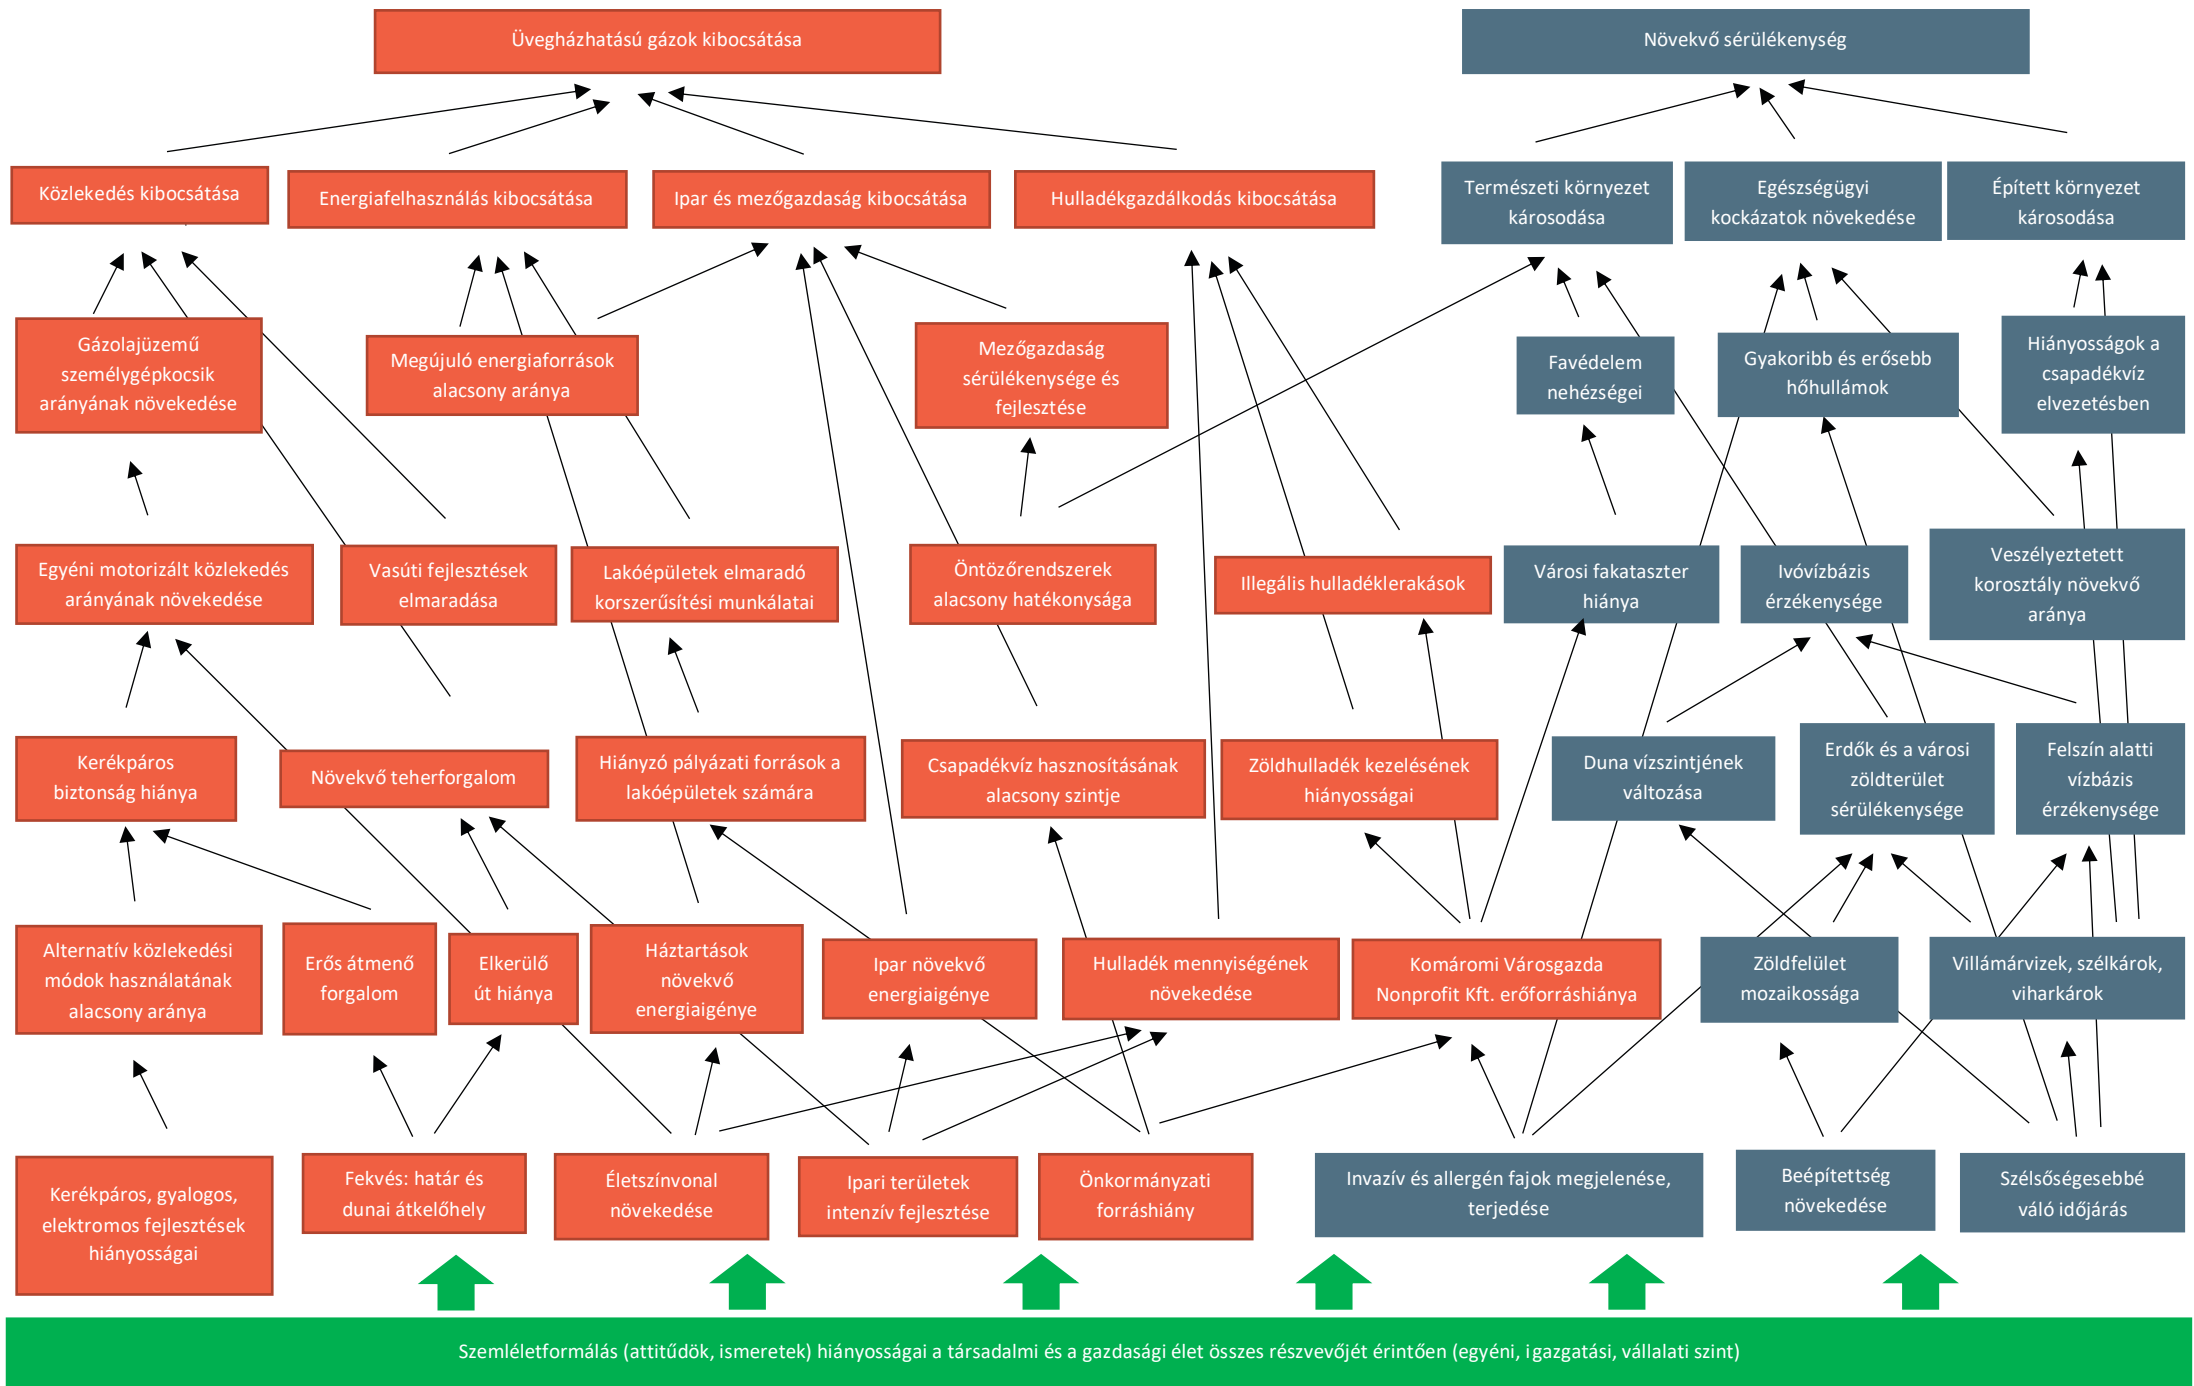 Üvegházhatású gázok kibocsátása
Növekvő sérülékenység
Közlekedés kibocsátása
Energiafelhasználás kibocsátása
Ipar és mezőgazdaság kibocsátása
Hulladékgazdálkodás kibocsátása
Természeti környezet
károsodása
Egészségügyi
kockázatok növekedése
Épített környezet
károsodása
Gázolajüzemű
személygépkocsik
arányának növekedése
Megújuló energiaforrások
alacsony aránya
Mezőgazdaság
sérülékenysége és
fejlesztése
Favédelem
nehézségei
Gyakoribb és erősebb
hőhullámok
Hiányosságok a
csapadékvíz
elvezetésben
Egyéni motorizált közlekedés
arányának növekedése
Vasúti fejlesztések
elmaradása
Lakóépületek elmaradó
korszerűsítési munkálatai
Öntözőrendszerek
alacsony hatékonysága
Illegális hulladéklerakások
Városi fakataszter
hiánya
Ivóvízbázis
érzékenysége
Veszélyeztetett
korosztály növekvő
aránya
Kerékpáros
biztonság hiánya
Növekvő teherforgalom
Hiányzó pályázati források a
lakóépületek számára
Csapadékvíz hasznosításának
alacsony szintje
Zöldhulladék kezelésének
hiányosságai
Duna vízszintjének
változása
Erdők és a városi
zöldterület
sérülékenysége
Felszín alatti
vízbázis
érzékenysége
Alternatív közlekedési
módok használatának
alacsony aránya
Erős átmenő
forgalom
Elkerülő
út hiánya
Háztartások
növekvő
energiaigénye
Ipar növekvő
energiaigénye
Hulladék mennyiségének
növekedése
Komáromi Városgazda
Nonprofit Kft. erőforráshiánya
Zöldfelület
mozaikossága
Villámárvizek, szélkárok,
viharkárok
Kerékpáros, gyalogos,
elektromos fejlesztések
hiányosságai
Fekvés: határ és
dunai átkelőhely
Életszínvonal
növekedése
Ipari területek
intenzív fejlesztése
Önkormányzati
forráshiány
Invazív és allergén fajok megjelenése,
terjedése
Beépítettség
növekedése
Szélsőségesebbé
váló időjárás
Szemléletformálás (attitűdök, ismeretek) hiányosságai a társadalmi és a gazdasági élet összes részvevőjét érintően (egyéni, igazgatási, vállalati szint)